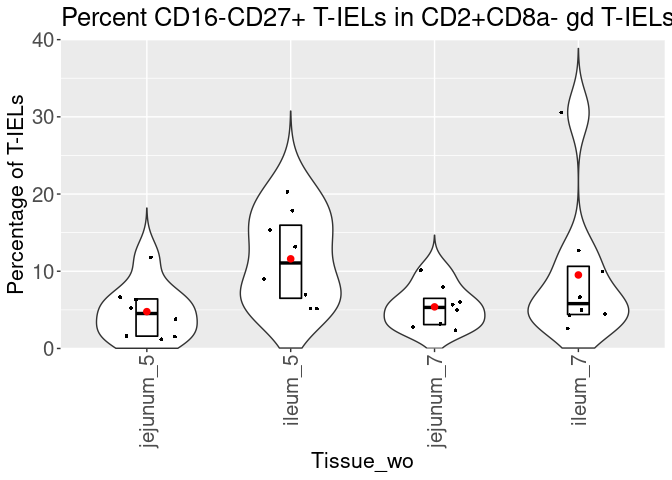 Percent CD16-CD27+ T-IELs in CD2+CD8a- gd T-IELs
Percentage of T-IELs
40
30
20
10
0
jejunum_5
ileum_5
jejunum_7
ileum_7
Tissue_wo